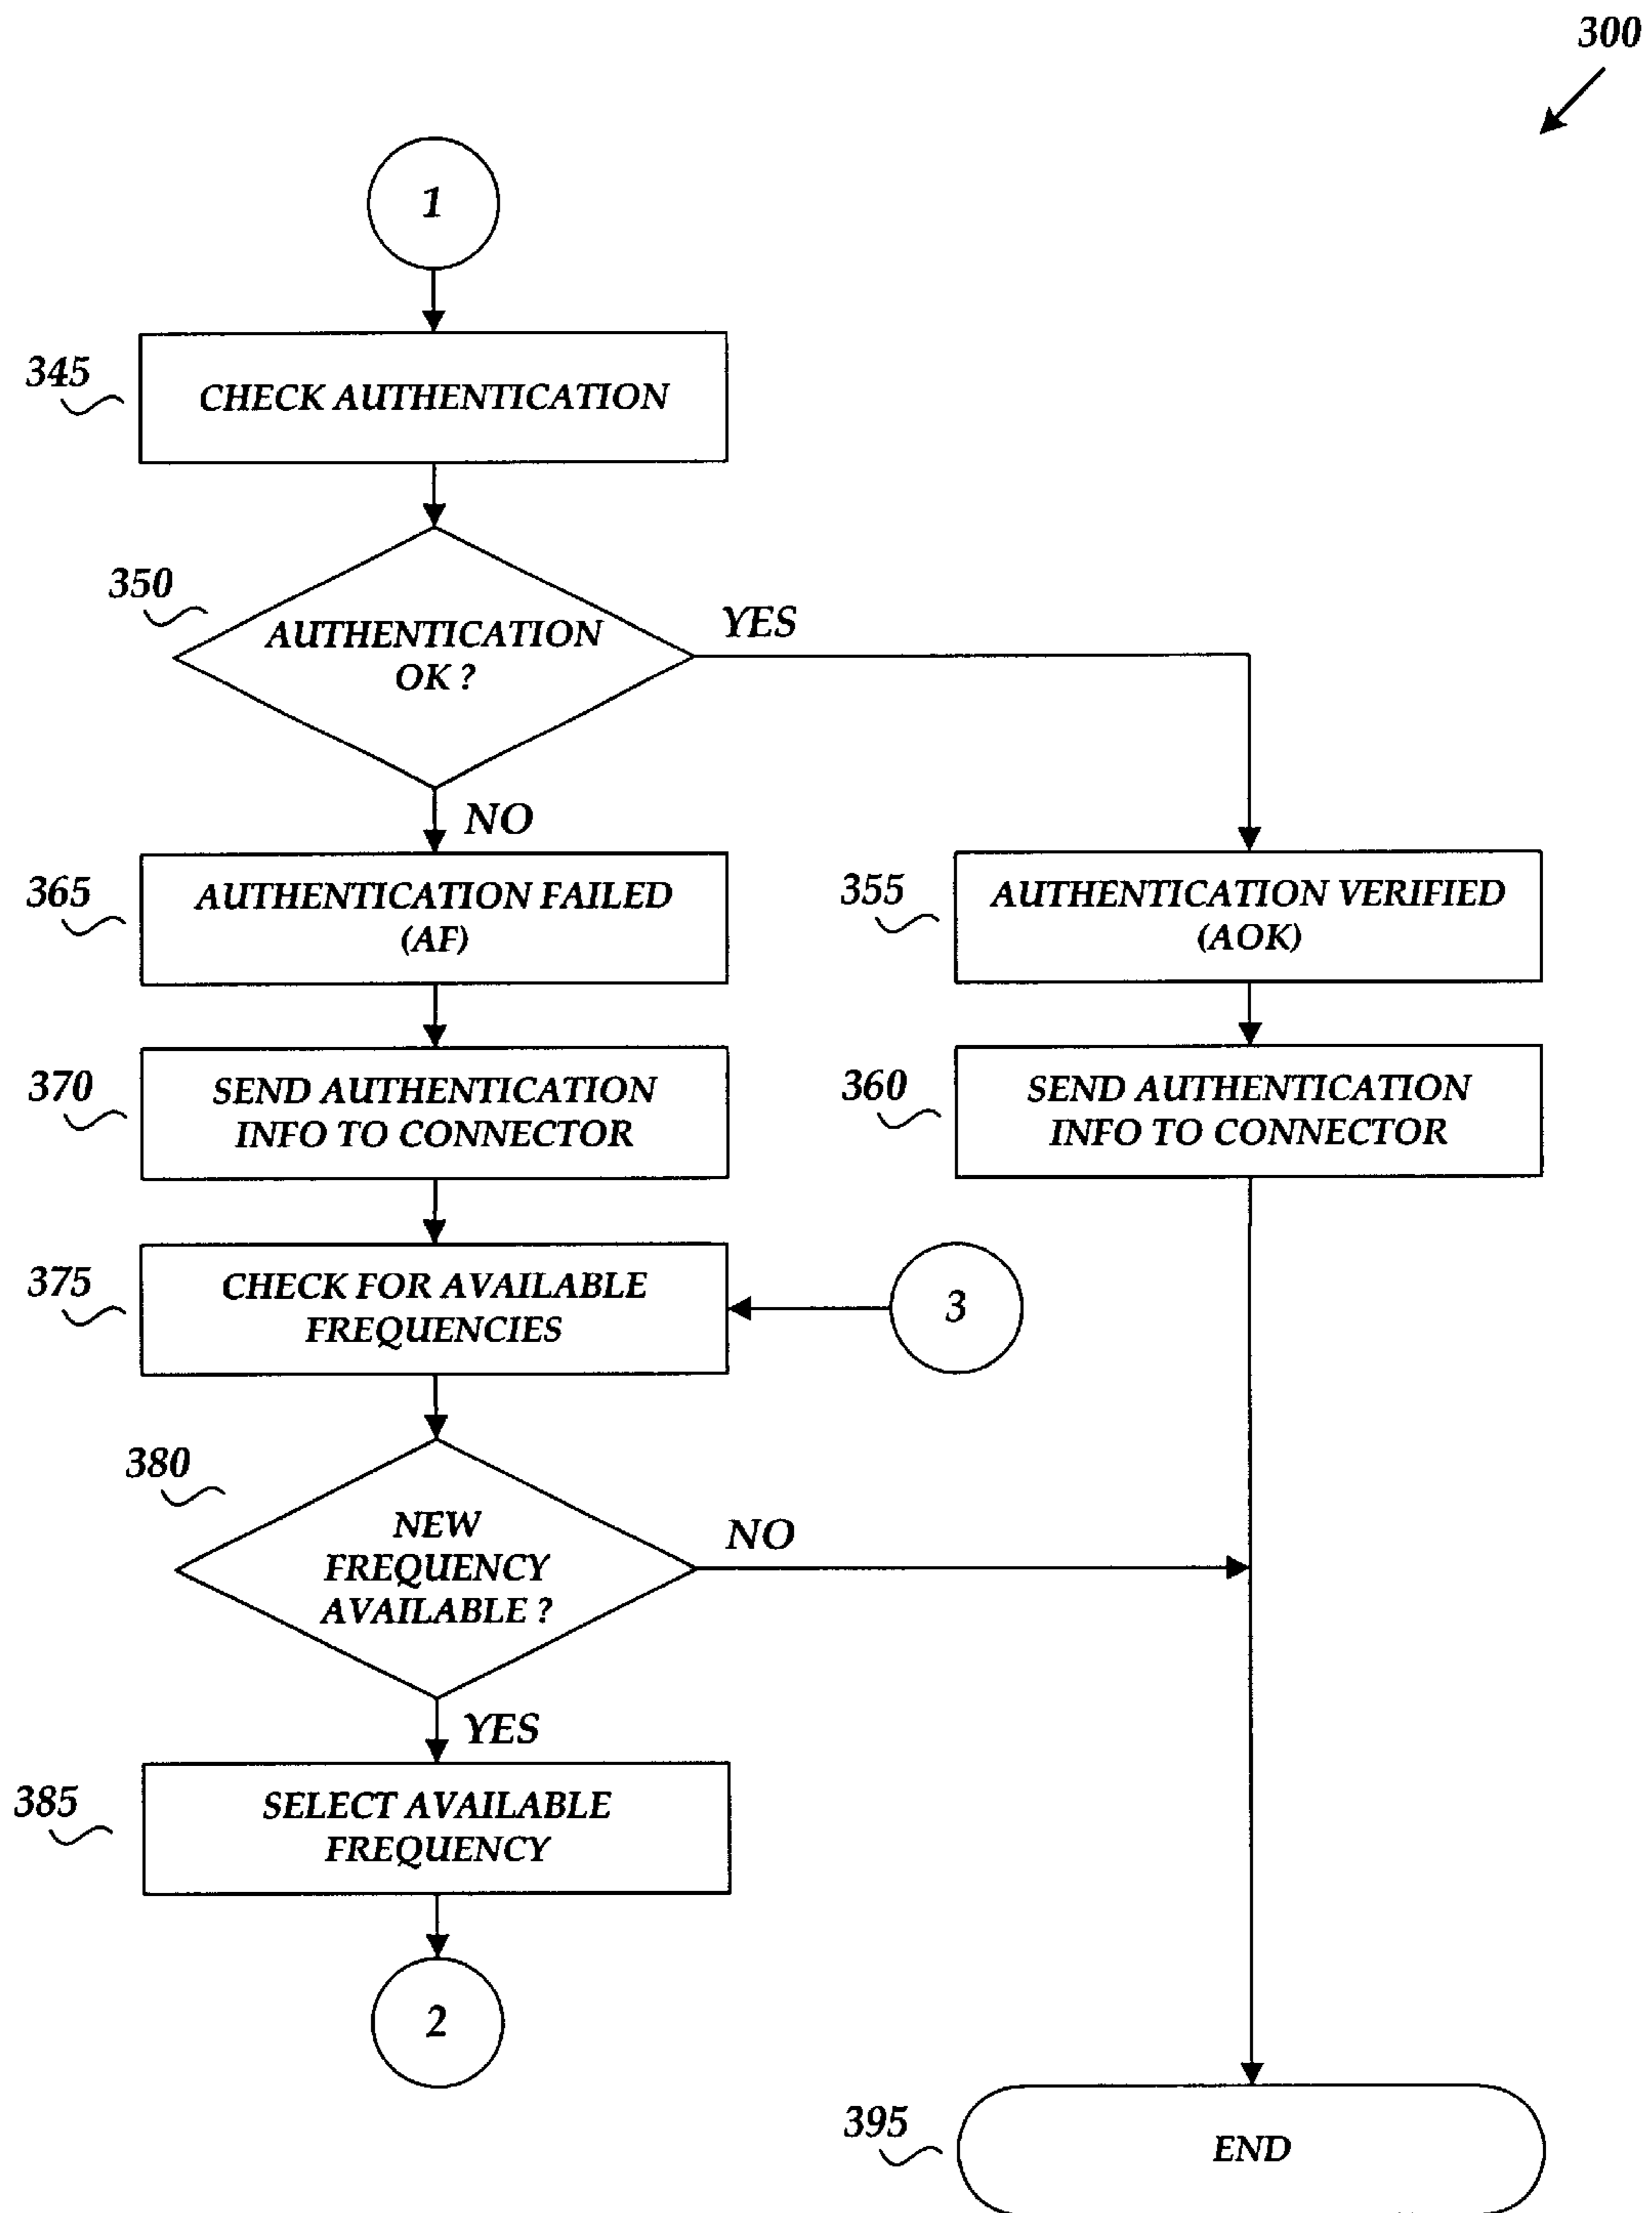 300
1
345
CHECK AUTHENTICATION
350
AUTHENTICATION
OK ?
YES
NO
365
AUTHENTICATION FAILED
(AF)
355
AUTHENTICATION VERIFIED
(AOK)
370
SEND AUTHENTICATION
INFO TO CONNECTOR
360
SEND AUTHENTICATION
INFO TO CONNECTOR
375
CHECK FOR AVAILABLE
FREQUENCIES
3
380
NEW
FREQUENCY
AVAILABLE ?
NO
YES
385
SELECT AVAILABLE
FREQUENCY
2
395
END